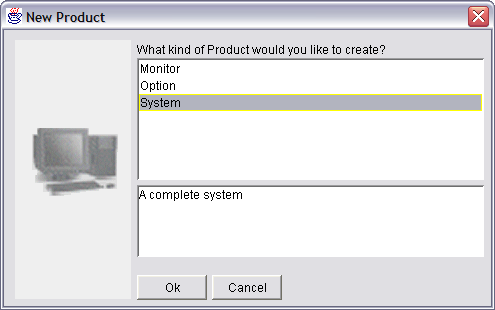 New Product
What kind of Product would you like to create?
Monitor
Option
System
A complete system
Ok
Cancel